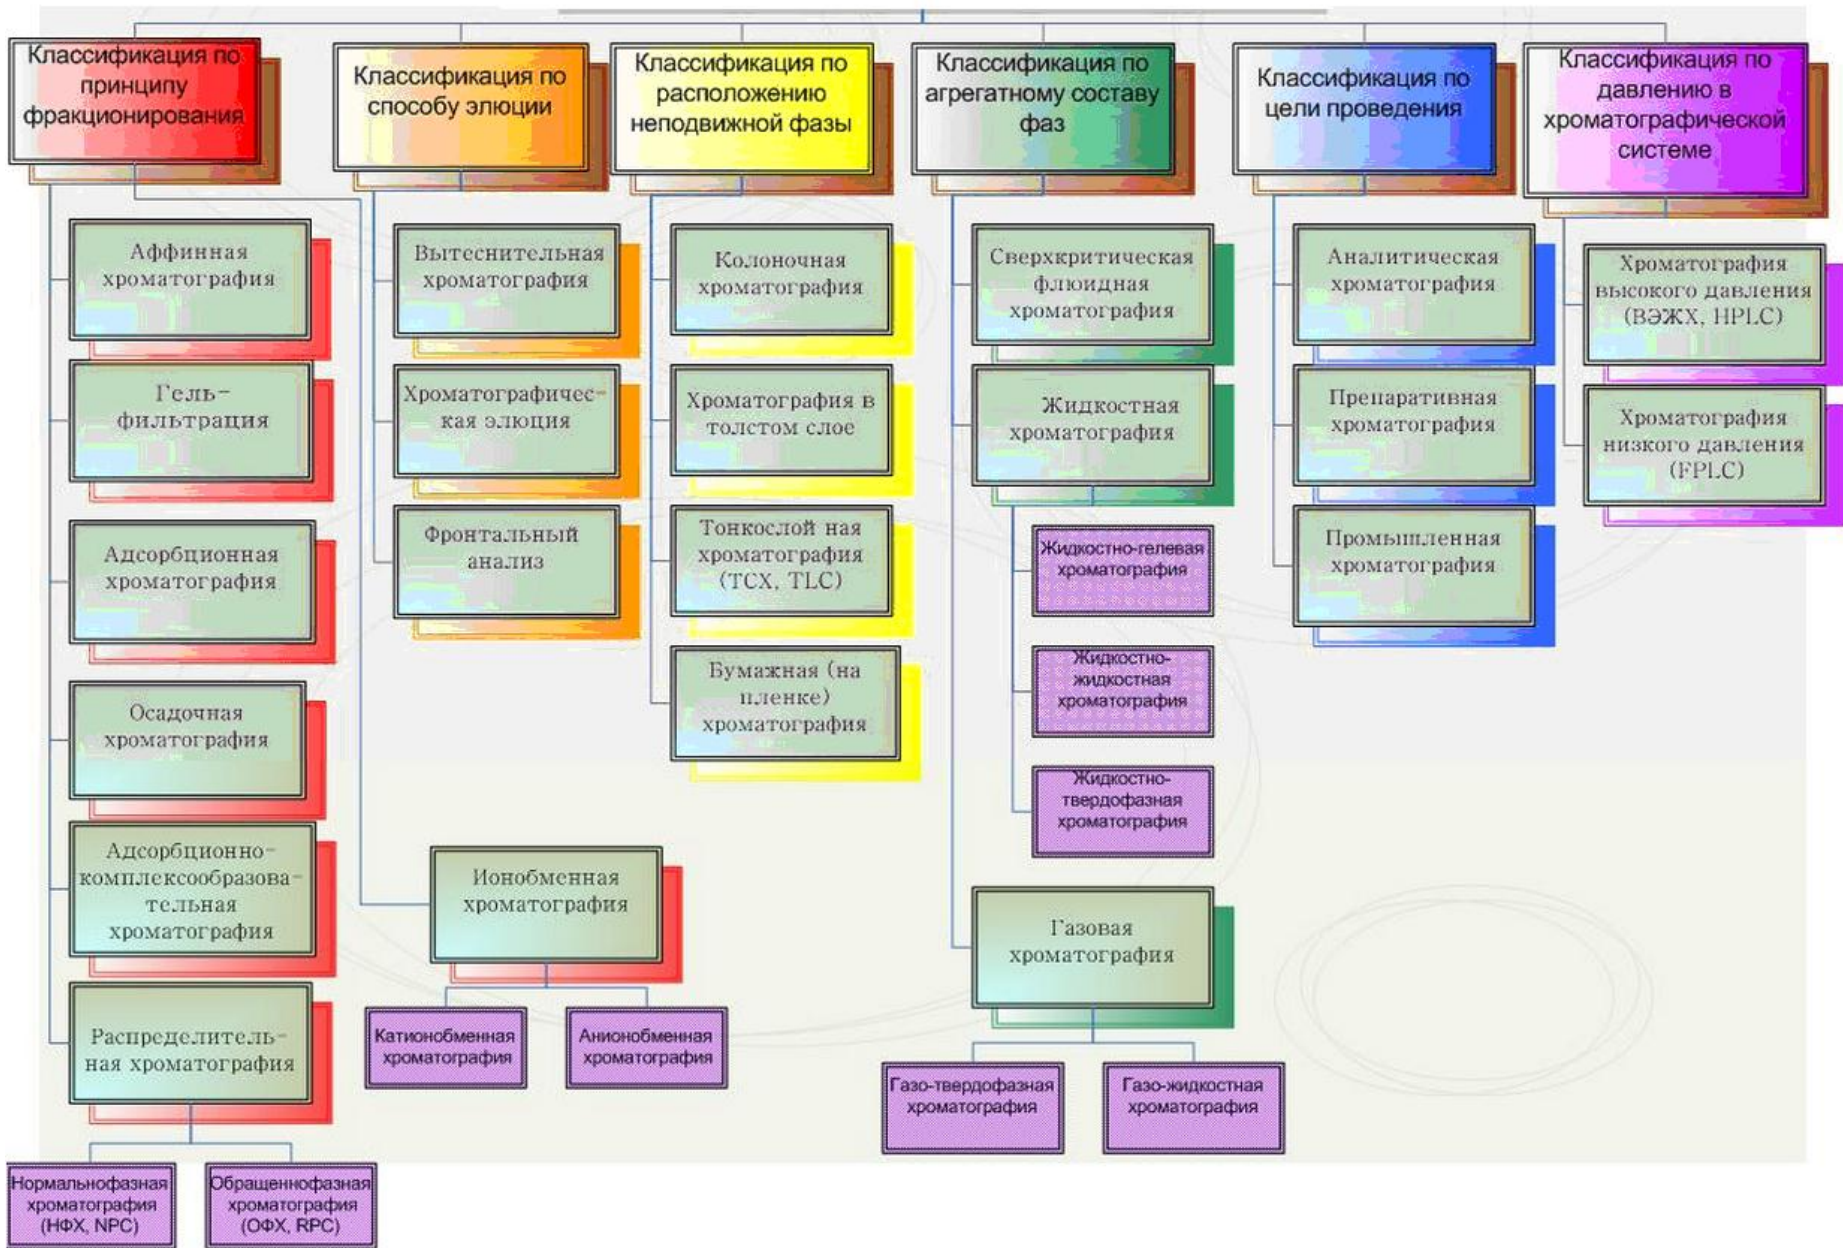 Классификация по
принципу
фракционирования
Аффинная
хроматография
Гель-
фильтрация
Адсорбционная
хроматография
Осадочная
хроматография
Адсорбционно-
комплексообразова-
тельная
хроматография
Распределитель-
ная хроматография
Нормальнофазная
хроматография
(НФХ, NPC)
Обращеннофазная
хроматография
(ОФХ, RPC)
Ионобменная
хроматография
Катионобменная
хроматография
Анионобменная
хроматография
Классификация по
способу элюции
Вытеснительная
хроматография
Хроматографичес-
кая элюция
Фронтальный
анализ
Классификация по
расположению
неподвижной фазы
Колоночная
хроматография
Хроматография в
толстом слое
Тонкослой ная
хроматография
(ТСХ, TLC)
Бумажная (на
пленке)
хроматография
Классификация по
агрегатному составу
фаз
Сверхкритическая
флюидная
хроматография
Жидкостная
хроматография
Жидкостно-гелевая
хроматография
Жидкостно-
жидкостная
хроматография
Жидкостно-
твердофазная
хроматография
Газовая
хроматография
Газо-твердофазная
хроматография
Газо-жидкостная
хроматография
Классификация по
цели проведения
Аналитическая
хроматография
Препаративная
хроматография
Промышленная
хроматография
Классификация по
давлению в
хроматографической
системе
Хроматография
высокого давления
(ВЭЖХ, HPLC)
Хроматография
низкого давления
(FPLC)